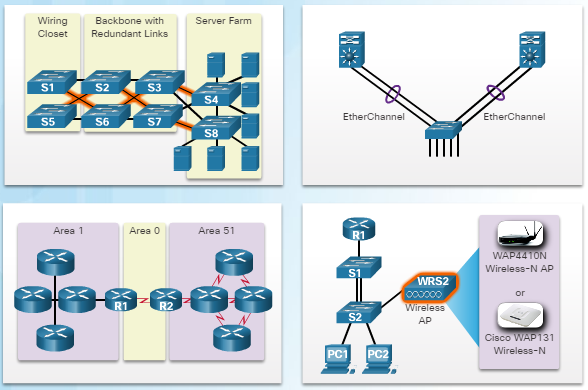 Wiring
Closet
Backbone with
Redundant Links
Server Farm
S1
S2
S3
S4
S5
S6
S7
S8
EtherChannel
EtherChannel
Area 1
Area 0
Area 51
R1
R2
R1
S1
S2
WRS2
Wireless
AP
PC1
PC2
WAP4410N
Wireless-N AP
or
Cisco WAP131
Wireless-N